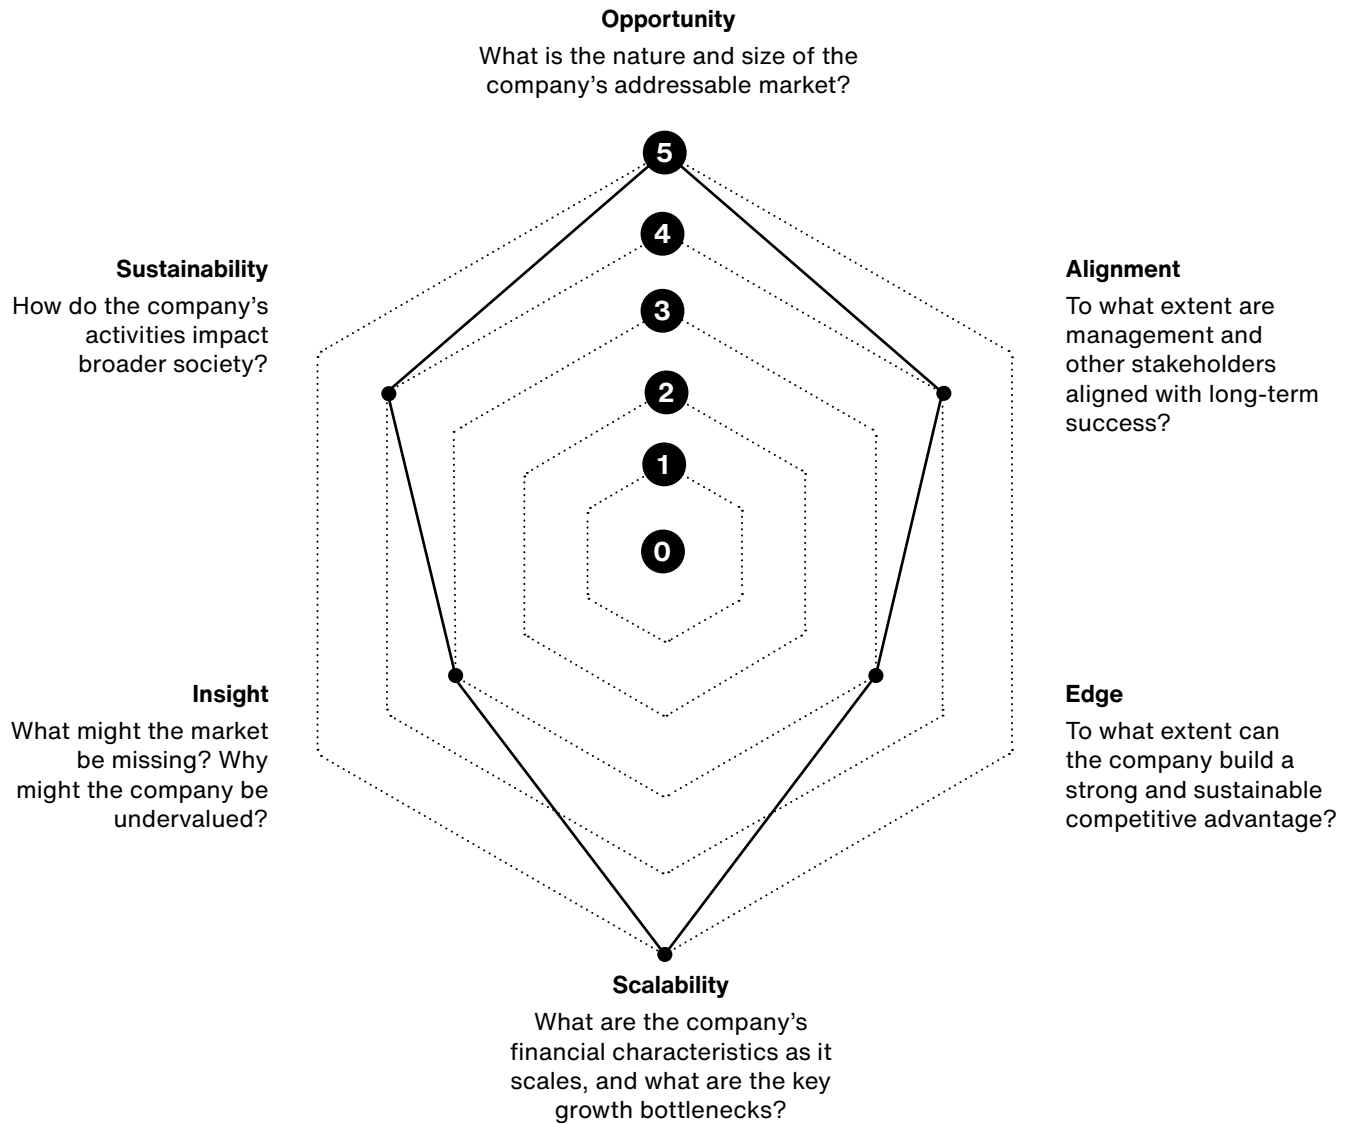 Opportunity
What is the nature and size of the
company’s addressable market?
5
4
3
2
1
0
Sustainability
How do the company’s
activities impact
broader society?
Alignment
To what extent are
management and
other stakeholders
aligned with long-term
success?
Insight
What might the market
be missing? Why
might the company be
undervalued?
Edge
To what extent can
the company build a
strong and sustainable
competitive advantage?
Scalability
What are the company’s
financial characteristics as it
scales, and what are the key
growth bottlenecks?